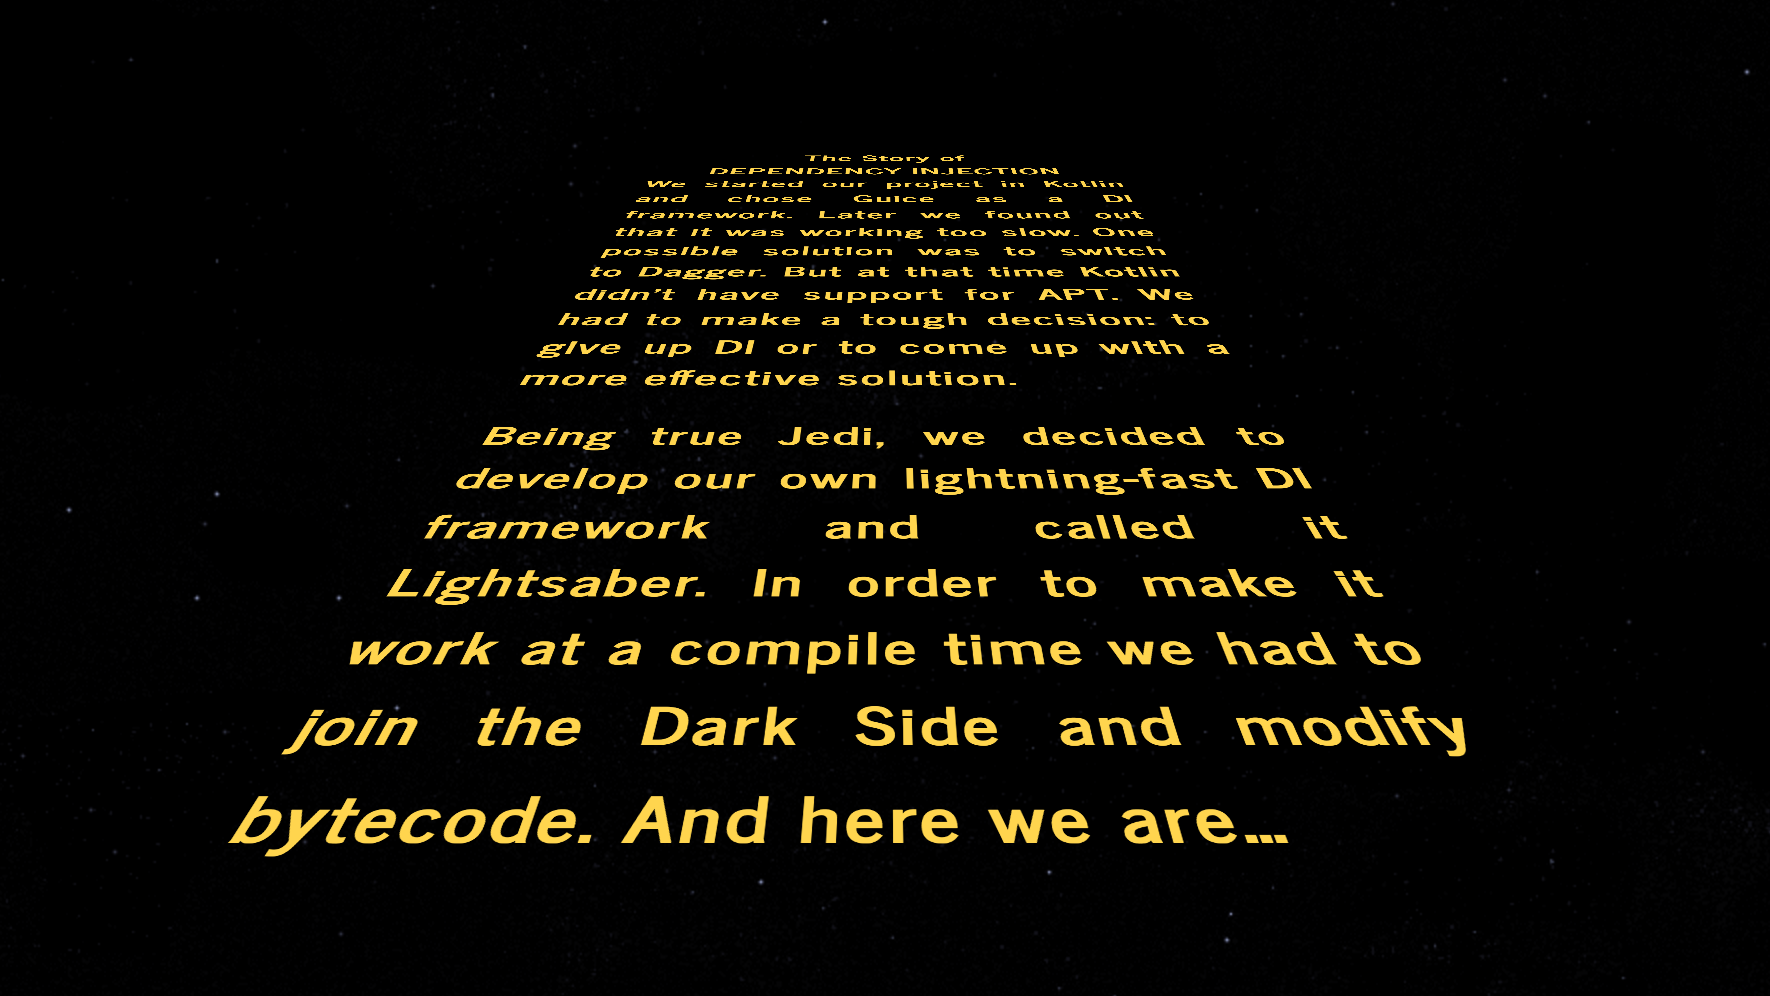 The Story of
DEPENDENCY INJECTION
We started our project in Kotlin
and chose Guice as a DI
framework. Later we found out
that it was working too slow. One
possible solution was to switch
to Dagger. But at that time Kotlin
didn't have support for APT. We
had to make a tough decision: to
give up DI or to come up with a
more effective solution.
Being true Jedi, we decided to
develop our own lightning-fast DI
framework and called it
Lightsaber. In order to make it
work at a compile time we had to
join the Dark Side and modify
bytecode. And here we are...